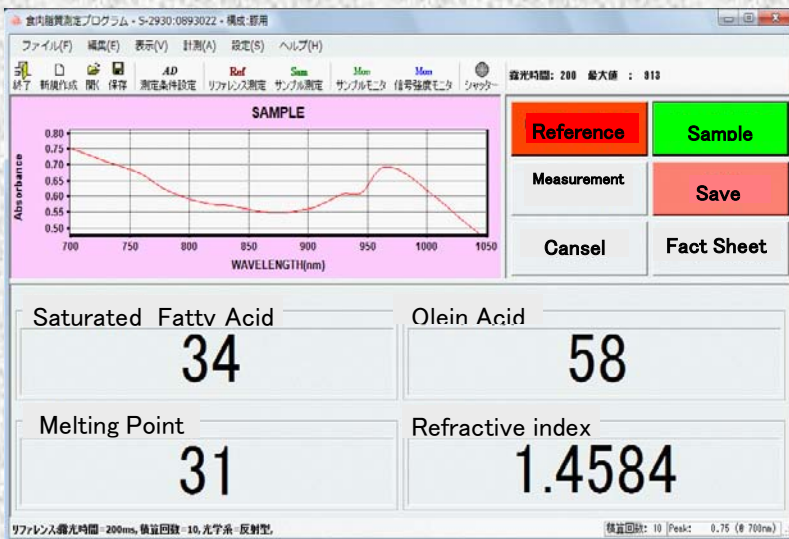 食肉脂質測定プログラム - S-2930:0893022 - 構成:豚用
ファイル(F) 編集(E) 表示(V) 計測(A) 設定(S) ヘルプ(H)
AD Ref Sam Mon Mon
終了 新規作成 開く 保存 測定条件設定 リファレンス測定 サンプル測定 サンプルモニタ 信号強度モニタ シャッター
露光時間: 200 最大値 : 913
SAMPLE
Absorbance
0.80
0.75
0.70
0.65
0.60
0.55
0.50
700 750 800 850 900 950 1000 1050
WAVELENGTH(nm)
Reference Sample
Measurement Save
Cansel Fact Sheet
Saturated Fatty Acid Olein Acid
34 58
Melting Point Refractive index
31 1.4584
リファレンス露光時間=200ms, 積算回数=10, 光学系=反射型,
積算回数: 10 Peak: 0.75 (@ 700nm)